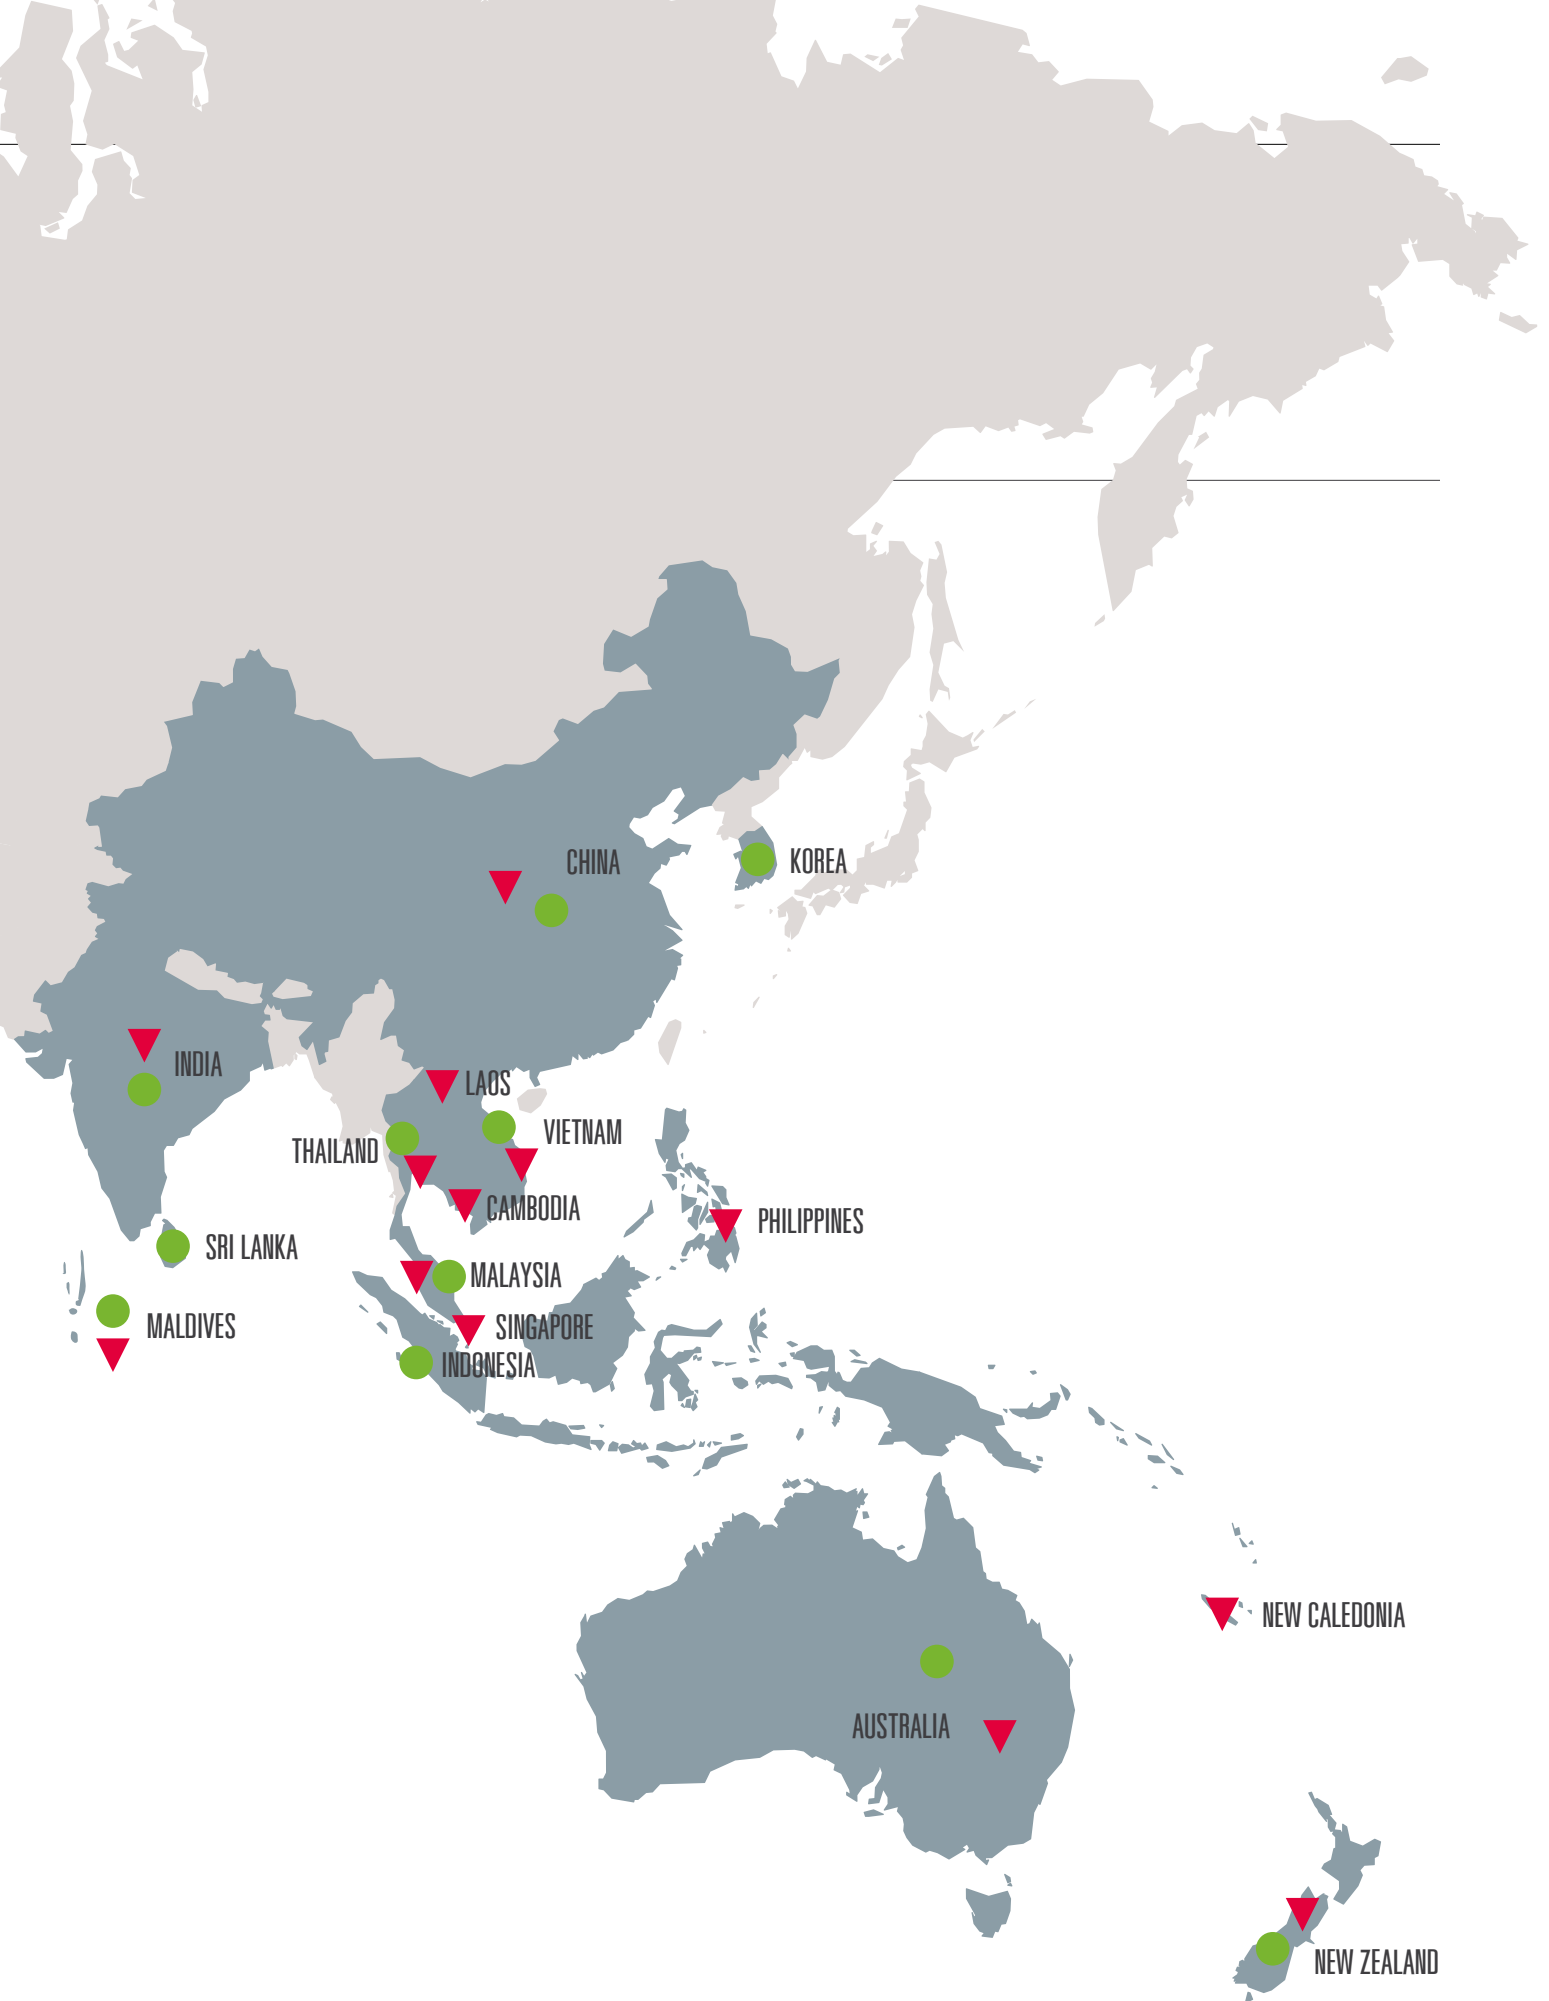 CHINA
KOREA
INDIA
LAOS
VIETNAM
THAILAND
CAMBODIA
PHILIPPINES
SRI LANKA
MALAYSIA
MALDIVES
SINGAPORE
INDONESIA
NEW CALEDONIA
AUSTRALIA
NEW ZEALAND